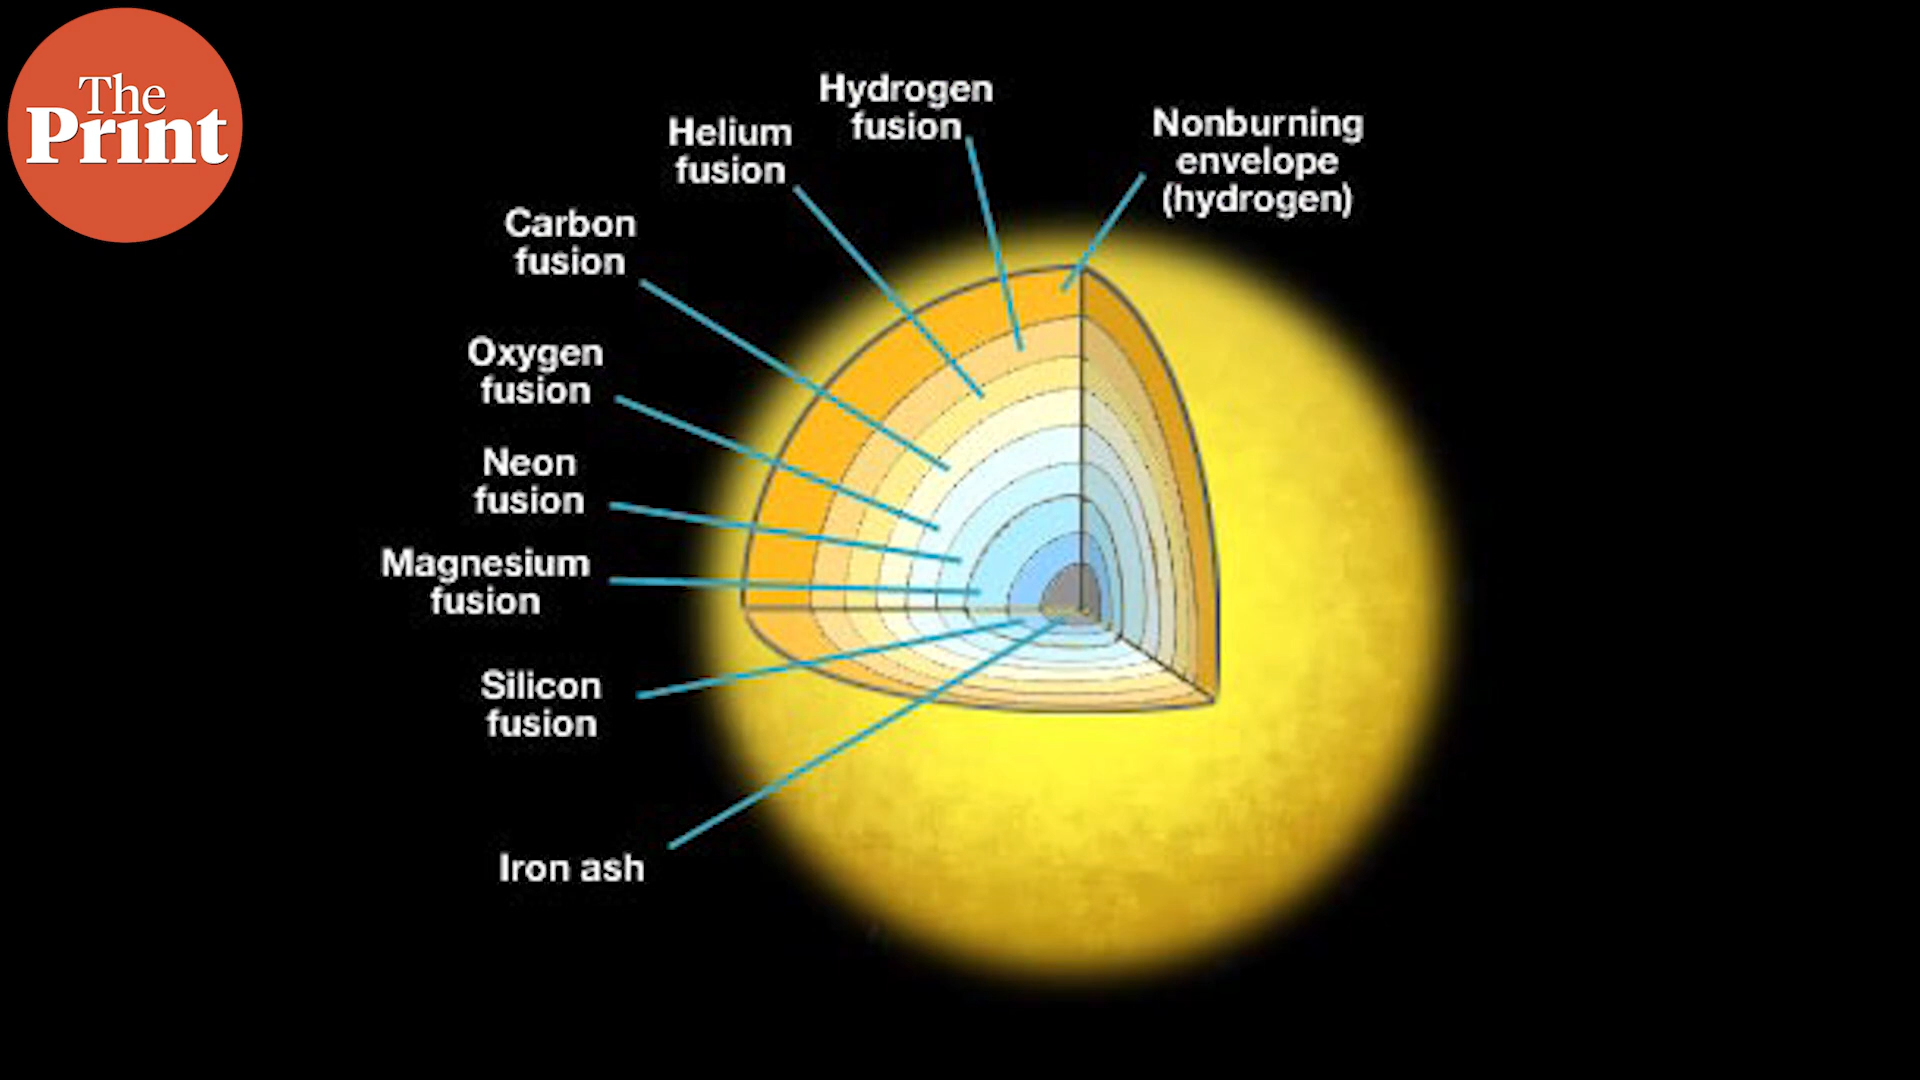 The
Print
Hydrogen
fusion
Helium
fusion
Nonburning
envelope
(hydrogen)
Carbon
fusion
Oxygen
fusion
Neon
fusion
Magnesium
fusion
Silicon
fusion
Iron ash